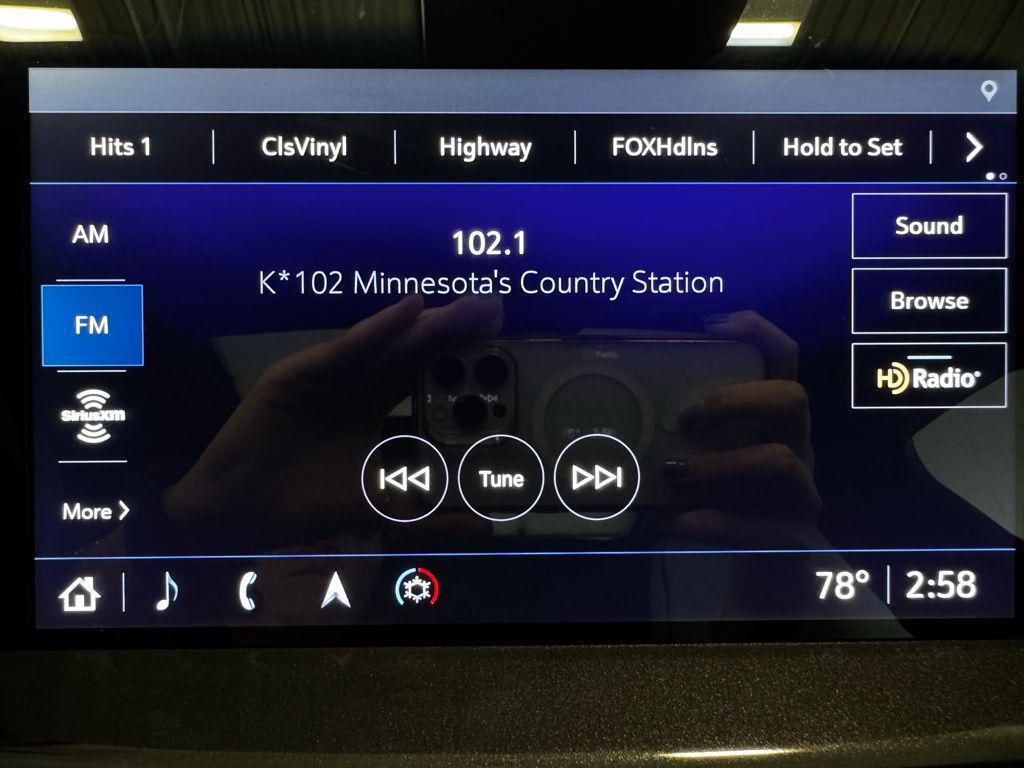 Hits 1
ClsVinyl
Highway
FOXHdlns
Hold to Set
AM
FM
SiriusXM
More
102.1
K*102 Minnesota's Country Station
Tune
Sound
Browse
HD Radio
78°
2:58